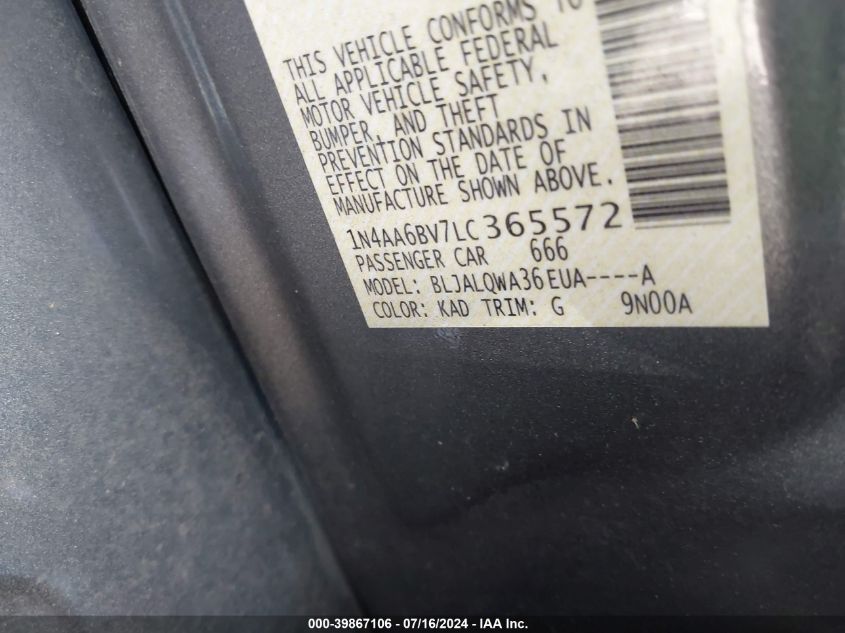 THIS VEHICLE CONFORMS TO
ALL APPLICABLE FEDERAL
MOTOR VEHICLE SAFETY,
BUMPER, AND THEFT
PREVENTION STANDARDS IN
EFFECT ON THE DATE OF
MANUFACTURE SHOWN ABOVE.
1N4AA6BV7LC365572
PASSENGER CAR 666
MODEL: BLJALQWA36EUA----A
COLOR: KAD TRIM: G 9N00A
000-39867106 / 07/16/2024 - IAA Inc.